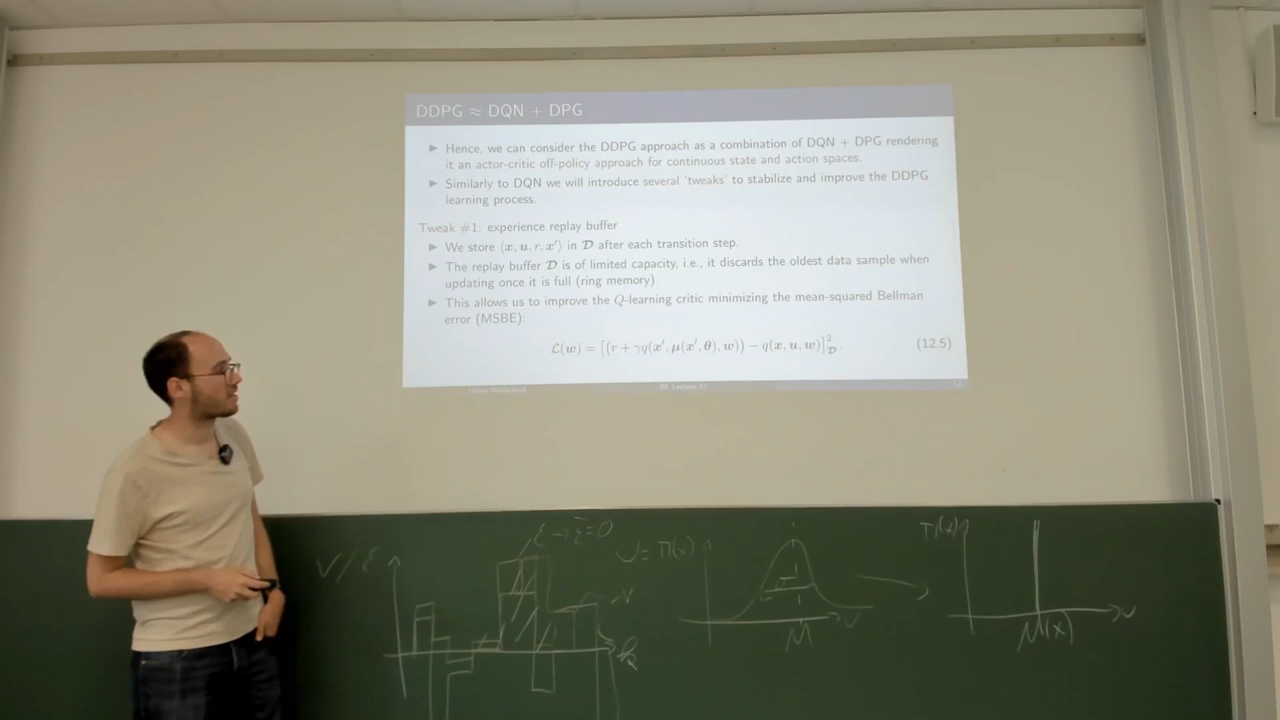 DDPG ≈ DQN + DPG
▶ Hence, we can consider the DDPG approach as a combination of DQN + DPG rendering
it an actor-critic off-policy approach for continuous state and action spaces.
▶ Similarly to DQN we will introduce several 'tweaks' to stabilize and improve the DDPG
learning process.
Tweak #1: experience replay buffer
▶ We store ⟨x, u, r, x′⟩ in 𝓓 after each transition step.
▶ The replay buffer 𝓓 is of limited capacity, i.e., it discards the oldest data sample when
updating once it is full (ring memory).
▶ This allows us to improve the Q-learning critic minimizing the mean-squared Bellman
error (MSBE):
𝓛(w) = [(r + γq(x′, μ(x′, θ), w)) − q(x, u, w)]²_𝓓 . (12.5)
RL Lecture 12
U = Π(x)
μ
μ(x)
k